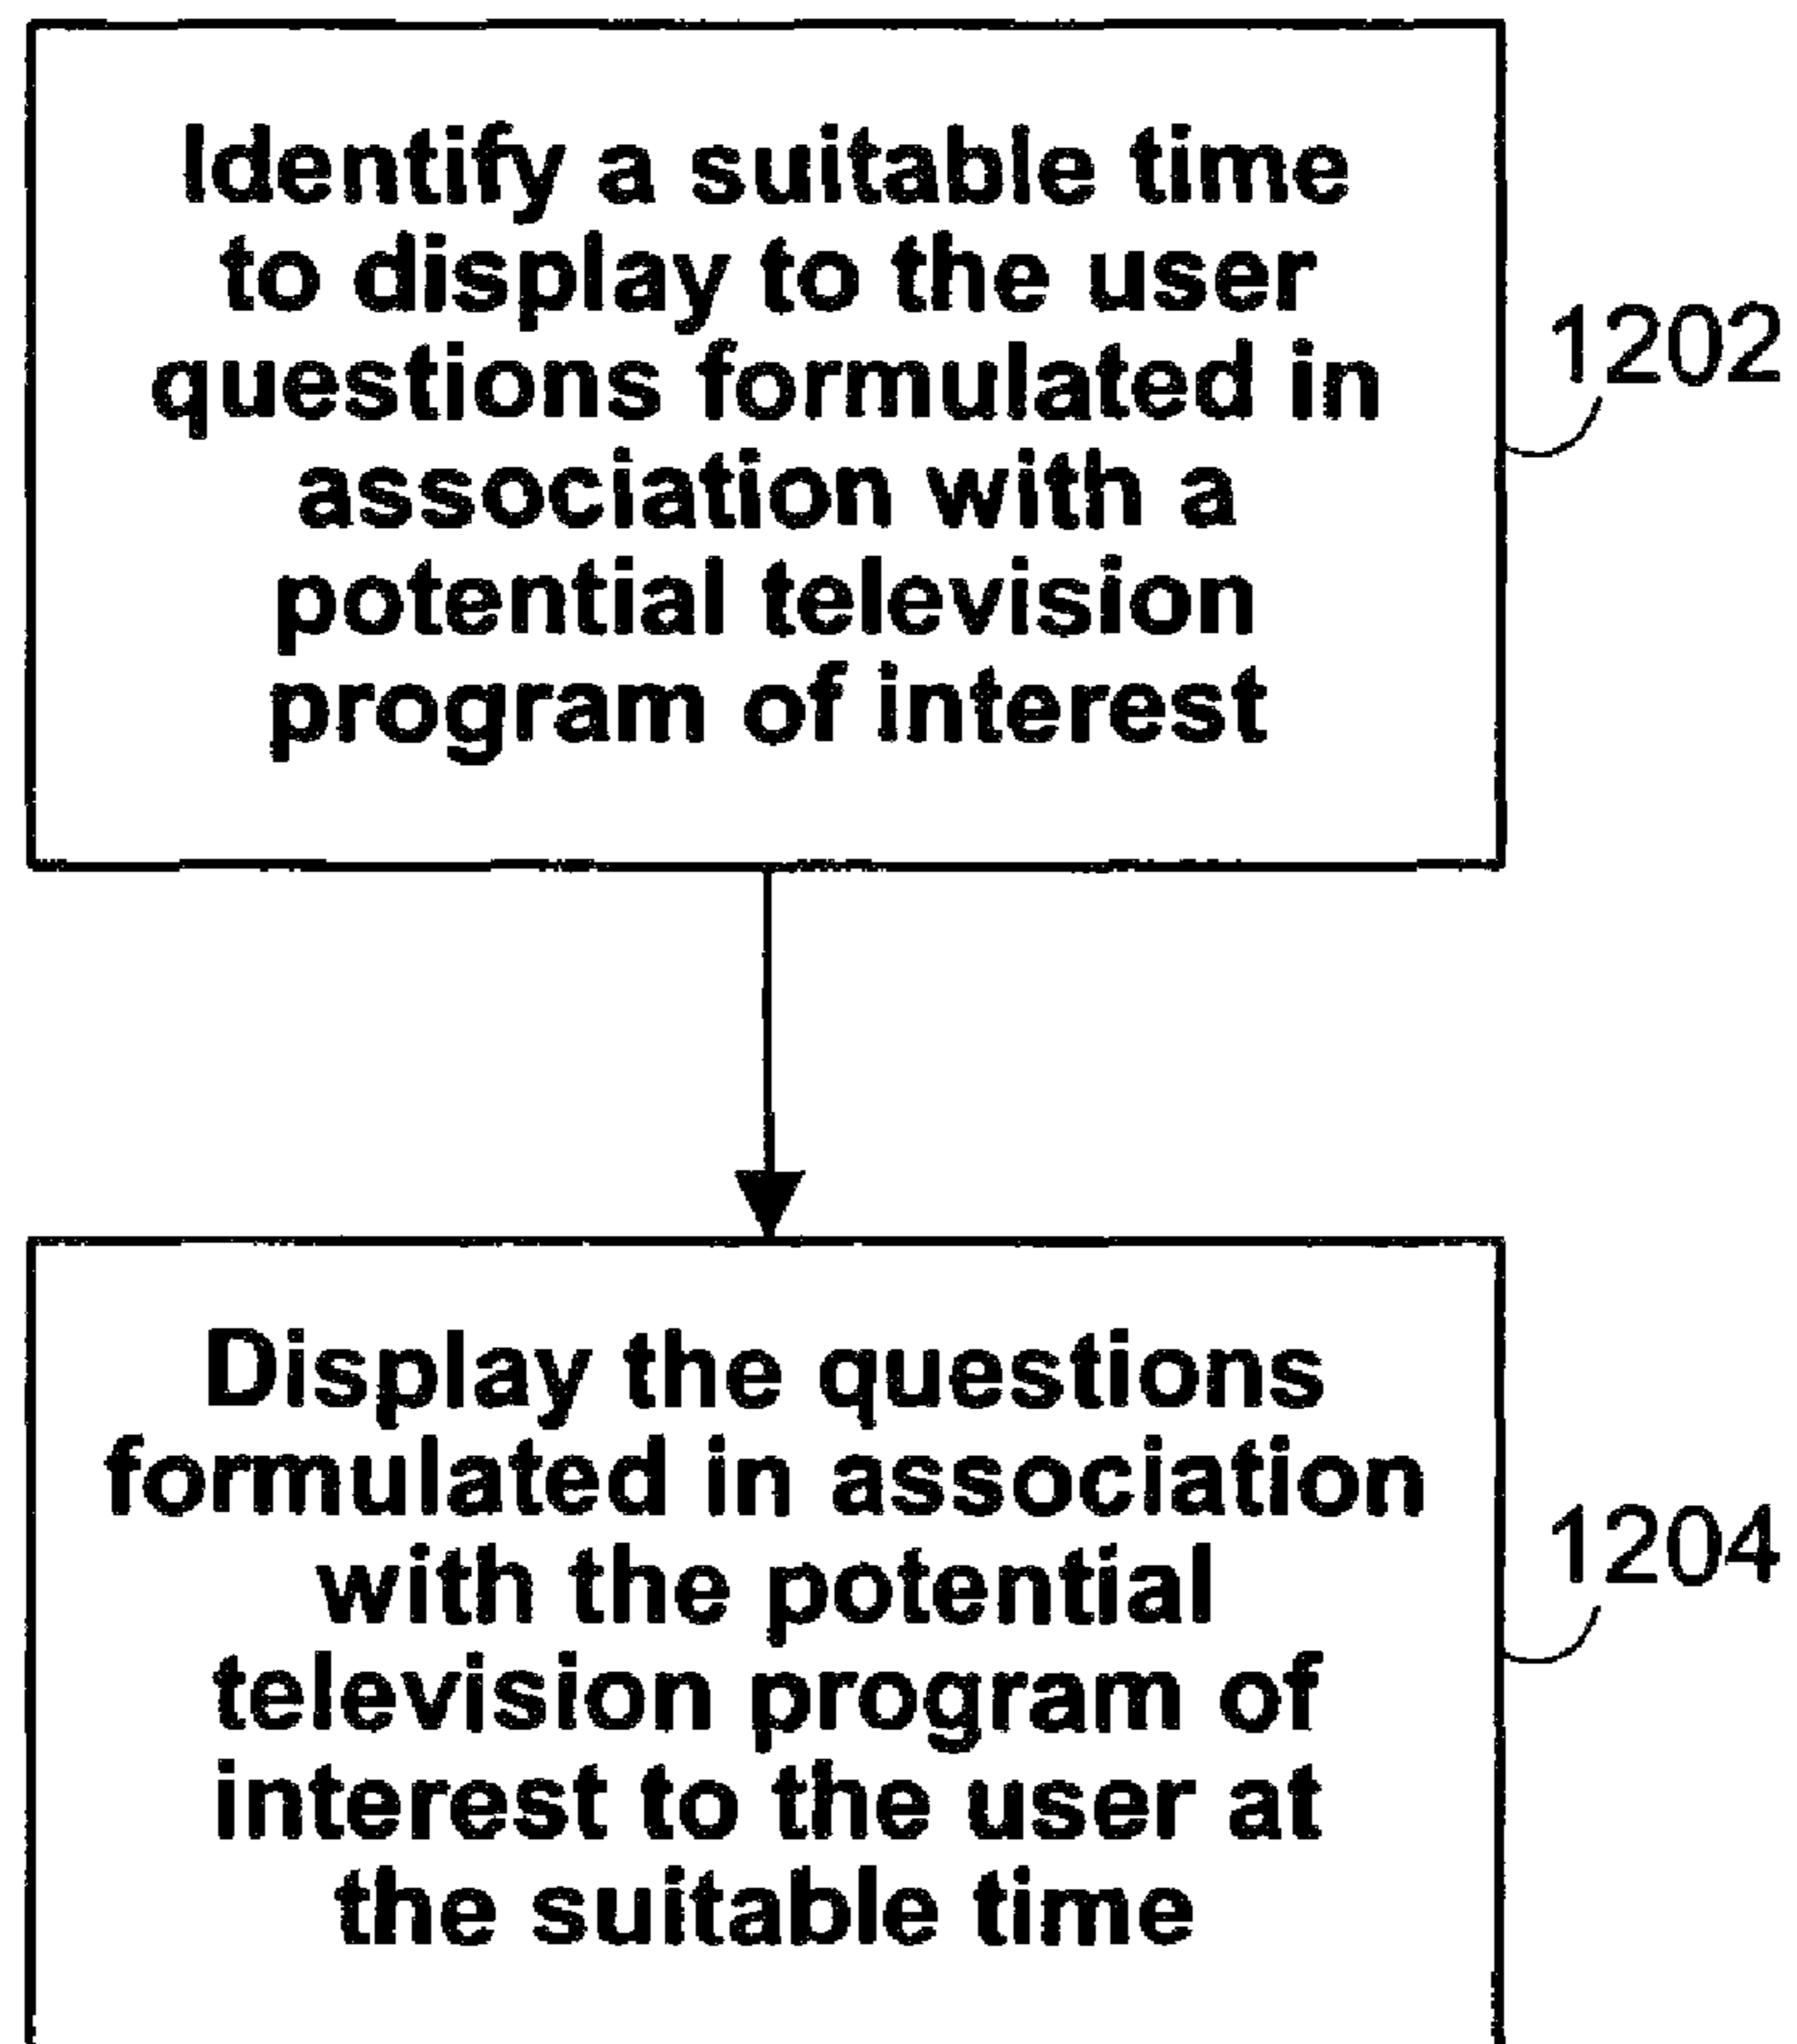 Identify a suitable time
to display to the user
questions formulated in
association with a
potential television
program of interest
1202
Display the questions
formulated in association
with the potential
television program of
interest to the user at
the suitable time
1204